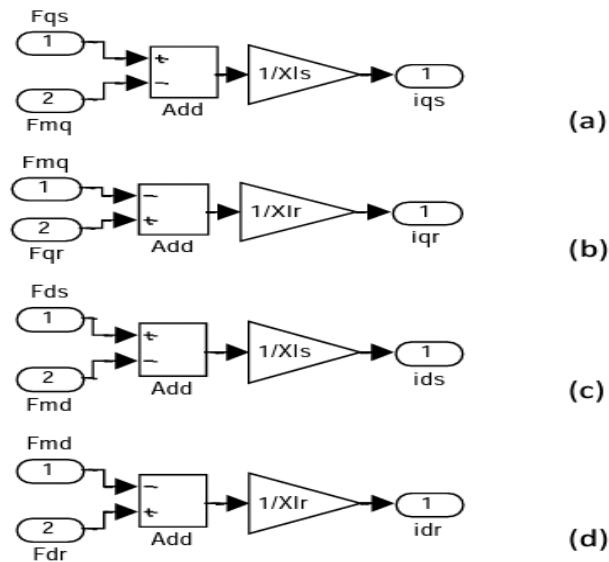 Fqs
1
+
−
2
Fmq
Add
1/Xls
1
iqs
(a)
Fmq
1
−
+
2
Fqr
Add
1/Xlr
1
iqr
(b)
Fds
1
+
−
2
Fmd
Add
1/Xls
1
ids
(c)
Fmd
1
−
+
2
Fdr
Add
1/Xlr
1
idr
(d)